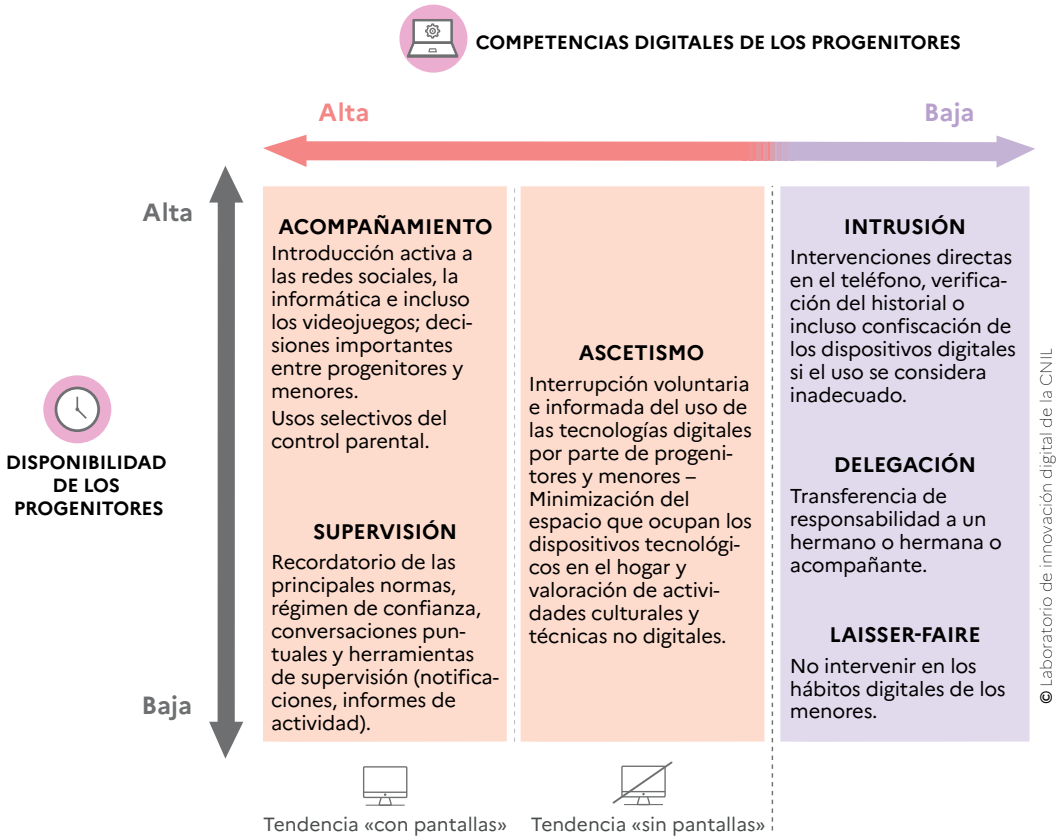 COMPETENCIAS DIGITALES DE LOS PROGENITORES
Alta
Baja
Alta
Baja
DISPONIBILIDAD
DE LOS
PROGENITORES
ACOMPAÑAMIENTO
Introducción activa a
las redes sociales, la
informática e incluso
los videojuegos; deci-
siones importantes
entre progenitores y
menores.
Usos selectivos del
control parental.
SUPERVISIÓN
Recordatorio de las
principales normas,
régimen de confianza,
conversaciones pun-
tuales y herramientas
de supervisión (notifica-
ciones, informes de
actividad).
ASCETISMO
Interrupción voluntaria
e informada del uso de
las tecnologías digitales
por parte de progeni-
tores y menores –
Minimización del
espacio que ocupan los
dispositivos tecnológi-
cos en el hogar y
valoración de activi-
dades culturales y
técnicas no digitales.
INTRUSIÓN
Intervenciones directas
en el teléfono, verifica-
ción del historial o
incluso confiscación de
los dispositivos digitales
si el uso se considera
inadecuado.
DELEGACIÓN
Transferencia de
responsabilidad a un
hermano o hermana o
acompañante.
LAISSER-FAIRE
No intervenir en los
hábitos digitales de los
menores.
Tendencia «con pantallas»
Tendencia «sin pantallas»
© Laboratorio de innovación digital de la CNIL